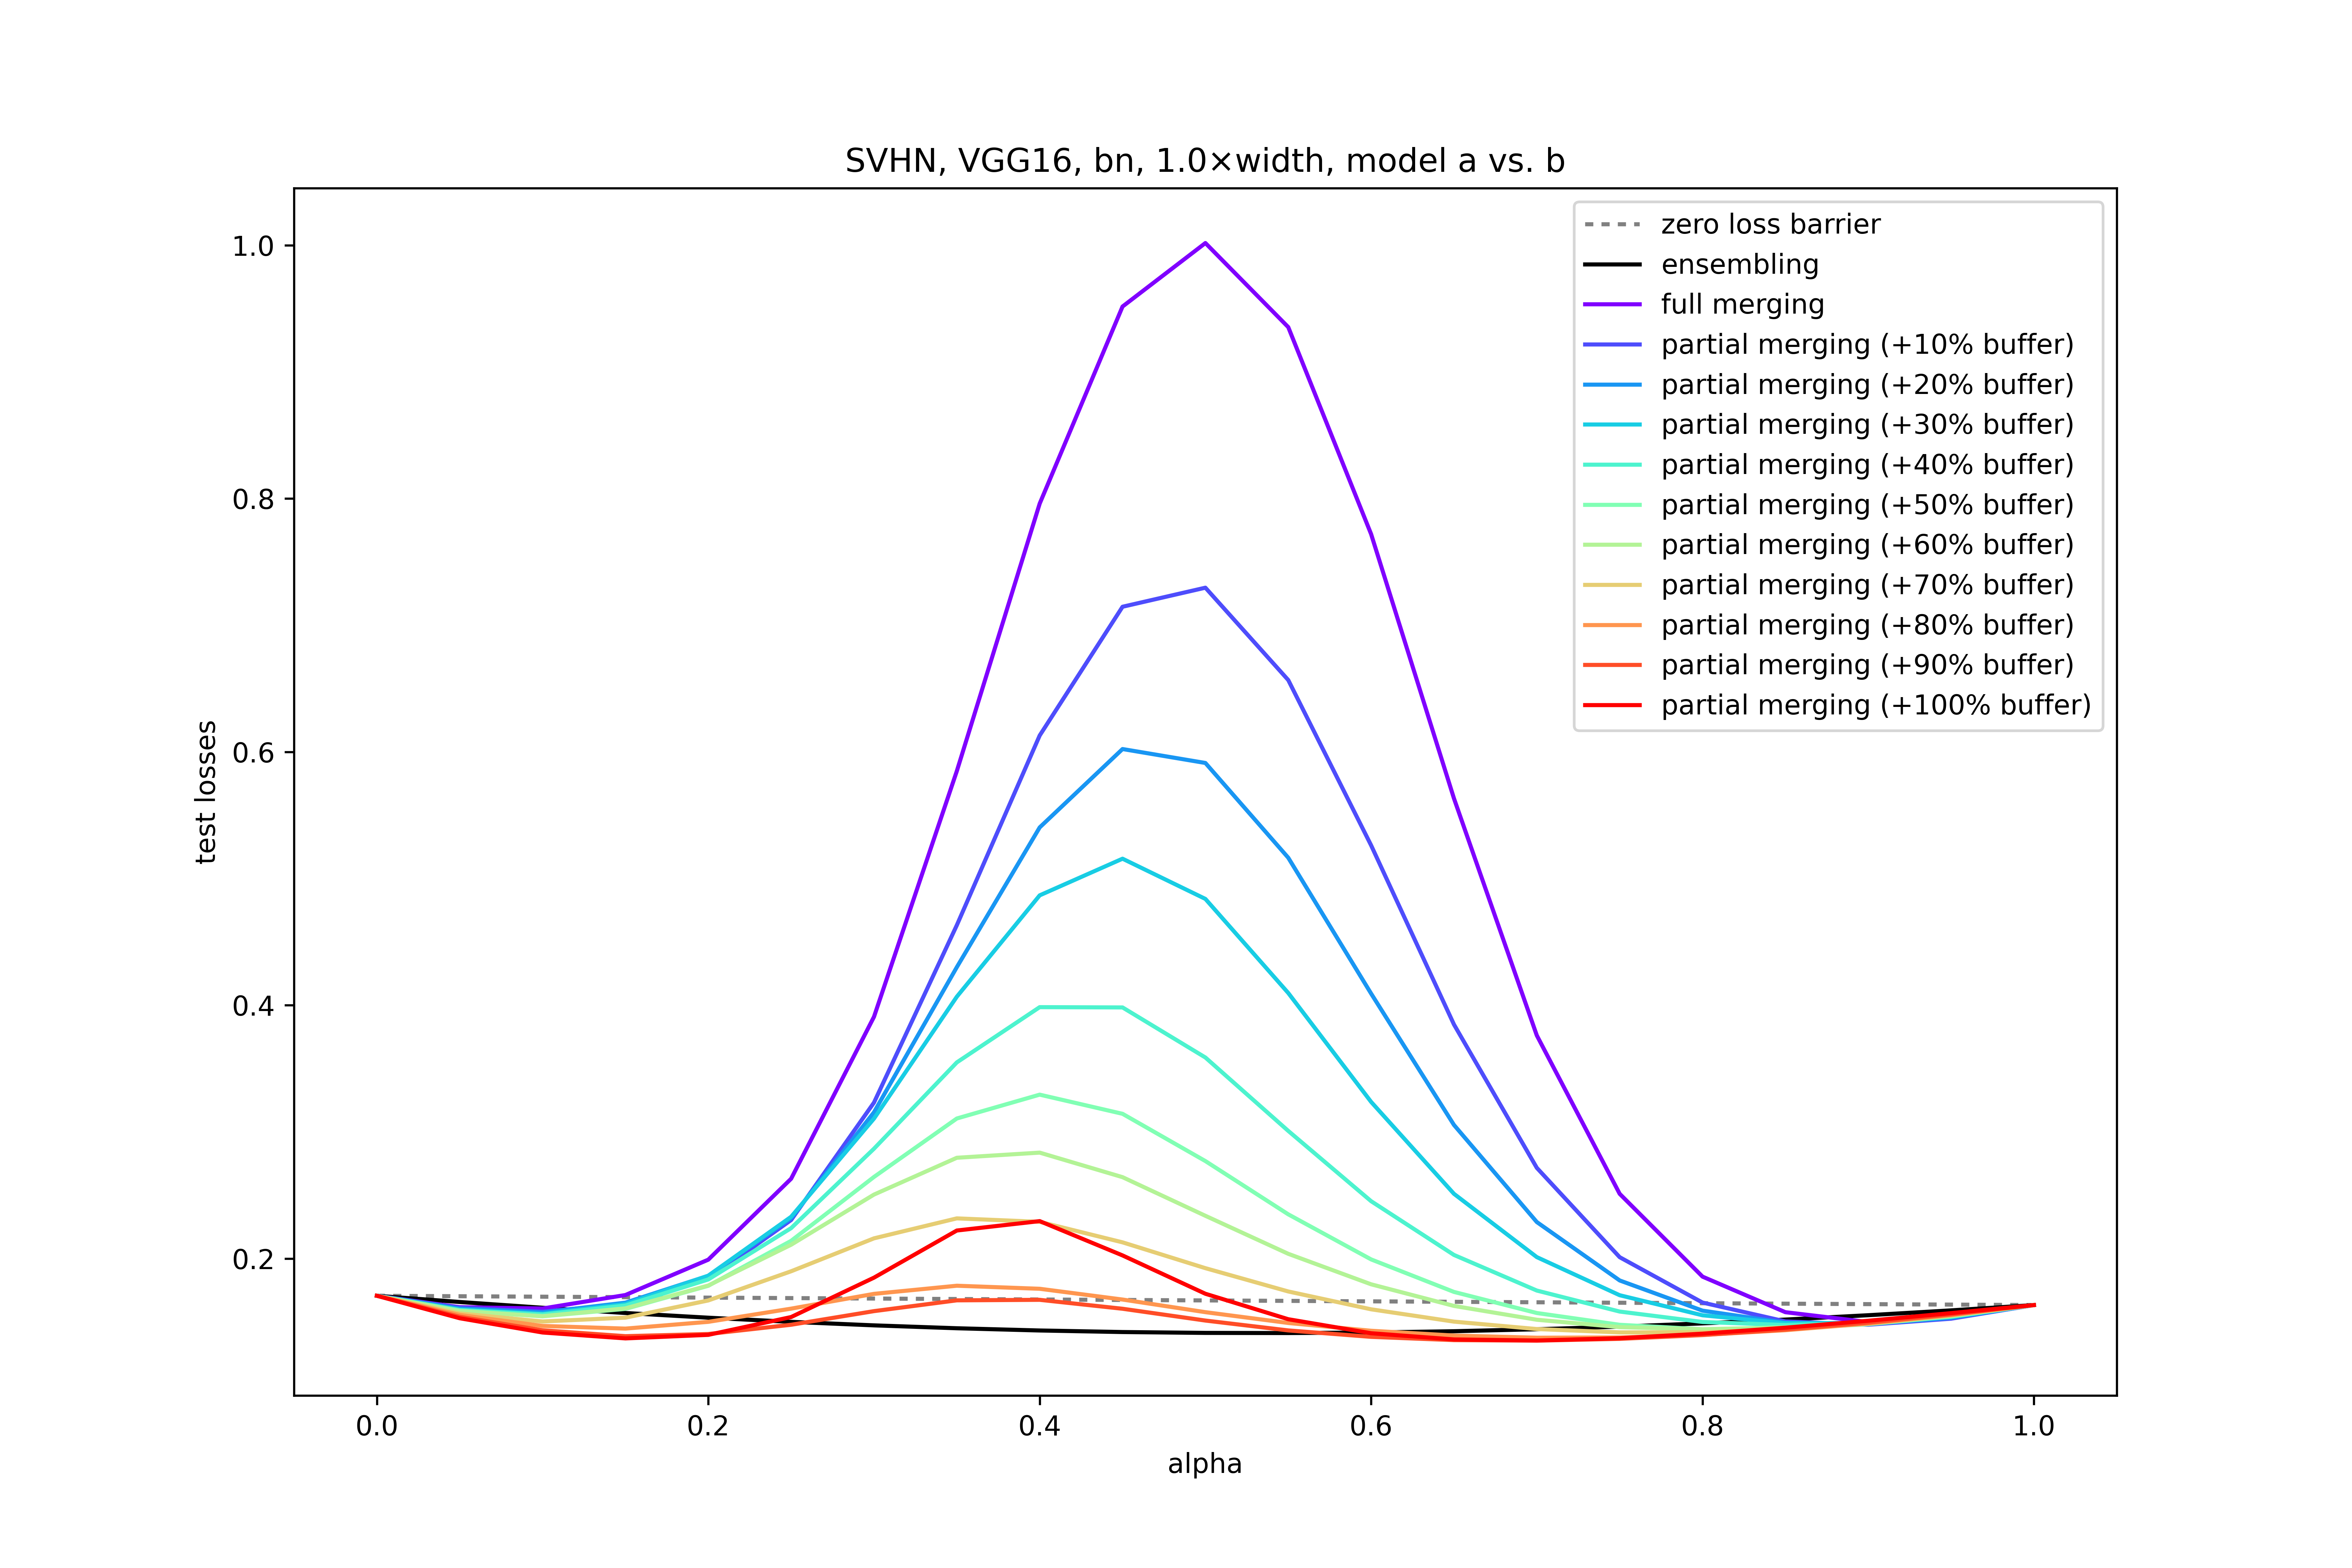 SVHN, VGG16, bn, 1.0×width, model a vs. b
zero loss barrier
ensembling
full merging
partial merging (+10% buffer)
partial merging (+20% buffer)
partial merging (+30% buffer)
partial merging (+40% buffer)
partial merging (+50% buffer)
partial merging (+60% buffer)
partial merging (+70% buffer)
partial merging (+80% buffer)
partial merging (+90% buffer)
partial merging (+100% buffer)
test losses
1.0
0.8
0.6
0.4
0.2
0.0 0.2 0.4 0.6 0.8 1.0
alpha